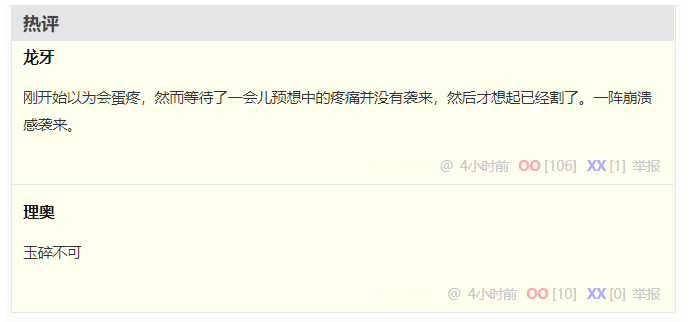 热评
龙牙
刚开始以为会蛋疼，然而等待了一会儿预想中的疼痛并没有袭来，然后才想起已经割了。一阵崩溃
感袭来。
@ 4小时前 OO [106] XX [1] 举报
理奥
玉碎不可
@ 4小时前 OO [10] XX [0] 举报